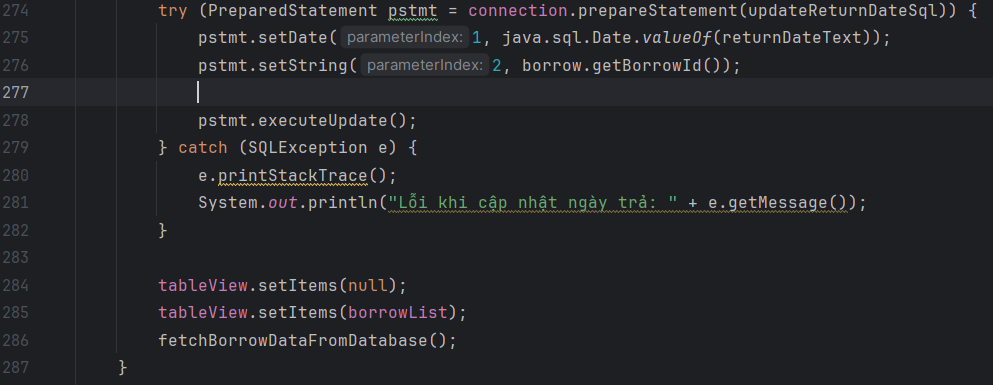 274 try (PreparedStatement pstmt = connection.prepareStatement(updateReturnDateSql)) {
275 pstmt.setDate( parameterIndex: 1, java.sql.Date.valueOf(returnDateText));
276 pstmt.setString( parameterIndex: 2, borrow.getBorrowId());
277
278 pstmt.executeUpdate();
279 } catch (SQLException e) {
280 e.printStackTrace();
281 System.out.println("Lỗi khi cập nhật ngày trả: " + e.getMessage());
282 }
283
284 tableView.setItems(null);
285 tableView.setItems(borrowList);
286 fetchBorrowDataFromDatabase();
287 }